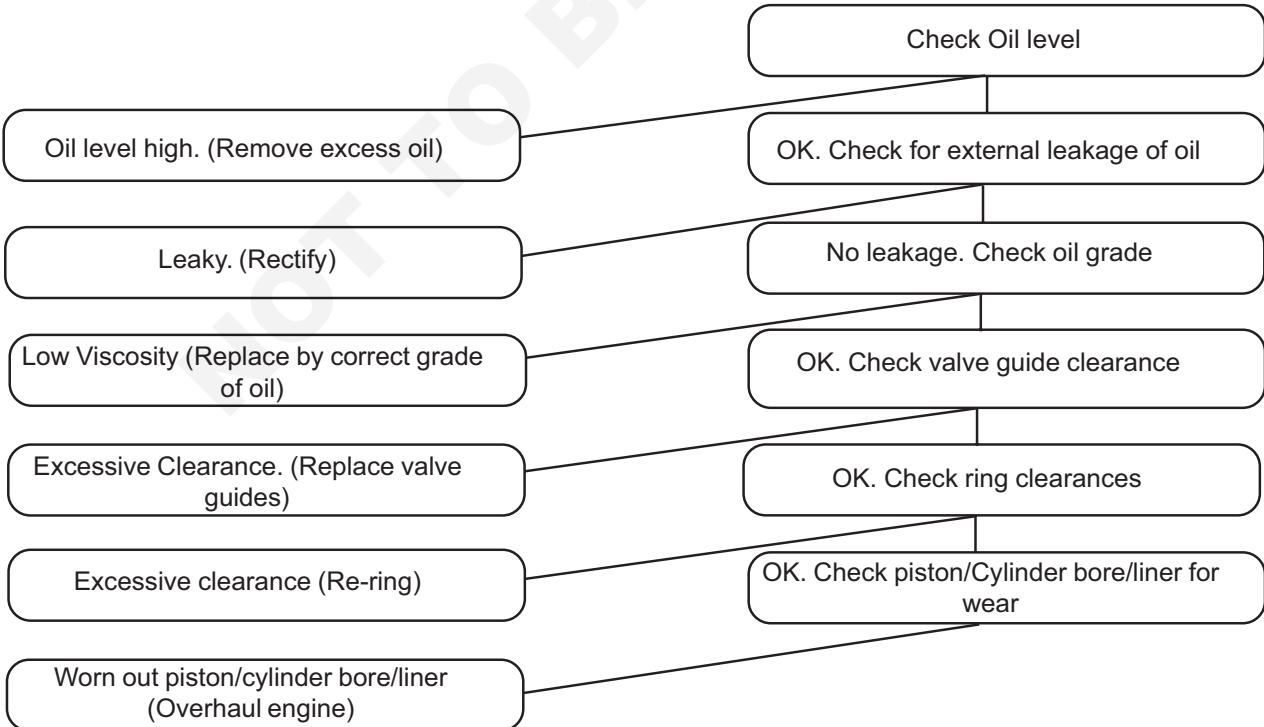 Check Oil level
Oil level high. (Remove excess oil)
OK. Check for external leakage of oil
Leaky. (Rectify)
No leakage. Check oil grade
Low Viscosity (Replace by correct grade
of oil)
OK. Check valve guide clearance
Excessive Clearance. (Replace valve
guides)
OK. Check ring clearances
Excessive clearance (Re-ring)
OK. Check piston/Cylinder bore/liner for
wear
Worn out piston/cylinder bore/liner
(Overhaul engine)
NOT TO B